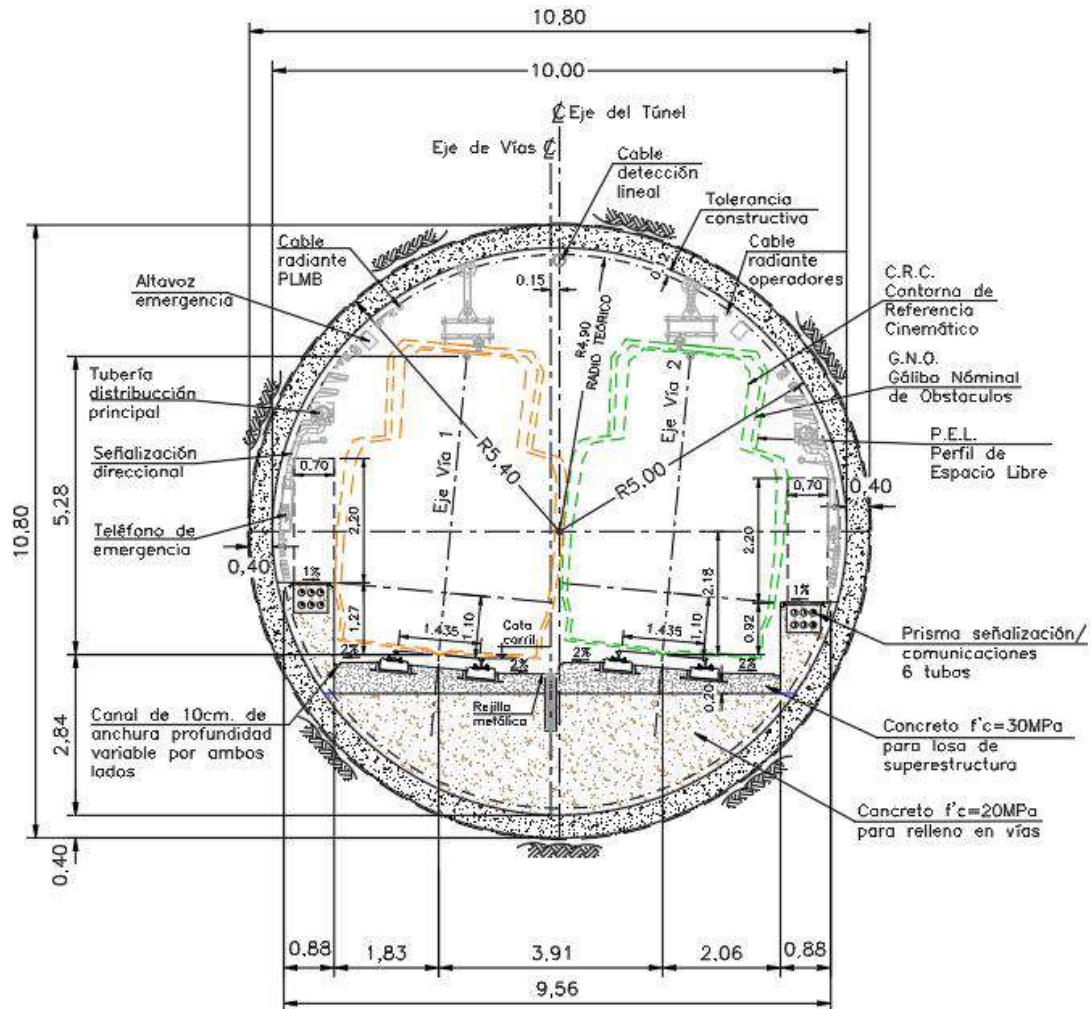 10,80
10.00
℄ Eje del Túnel
Eje de Vías ℄
Cable
detección
lineal
Tolerancia
constructiva
Cable
radiante
operadores
Cable
radiante
PLMB
Altavoz
emergencia
0.15
R4,90
RADIO TEÓRICO
C.R.C.
Contorna de
Referencia
Cinemático
G.N.O.
Gálibo Nóminal
de Obstaculos
P.E.L.
Perfil de
Espacio Libre
Tubería
distribucción
principal
Señalización
direccional
Teléfono de
emergencia
Eje Vía 1
Eje Vía 2
R5.40
R5.00
0.70
0,70
0,40
0,40
10,80
5,28
2,84
0,40
2,20
2.20
2.18
1%
1%
1,27
0.92
1.435
1.10
Cota
carril
1.435
1.10
2%
2%
2%
2%
0.20
Rejilla
metálica
Prisma señalización/
comunicaciones
6 tubos
Canal de 10cm. de
anchura profundidad
variable por ambos
lados
Concreto f'c=30MPa
para losa de
superestructura
Concreto f'c=20MPa
para relleno en vías
0.88
1,83
3,91
2,06
0,88
9,56